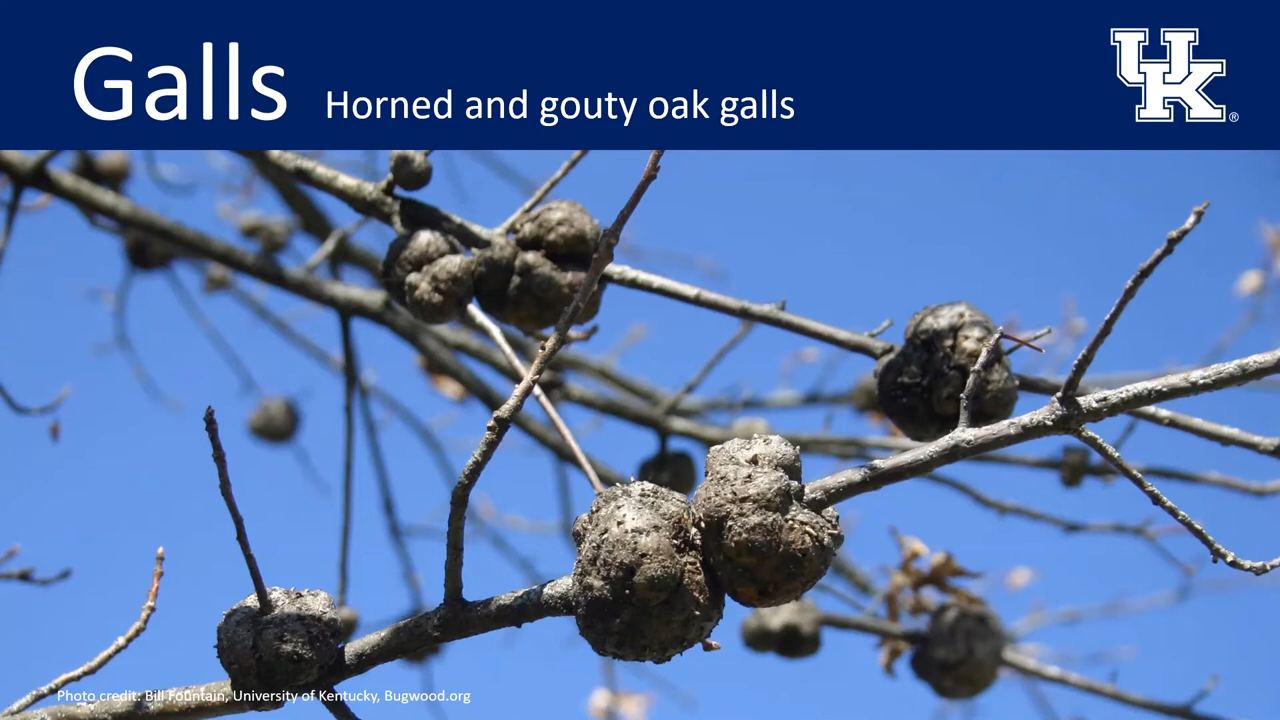 Galls Horned and gouty oak galls
UK®
Photo credit: Bill Fountain, University of Kentucky, Bugwood.org